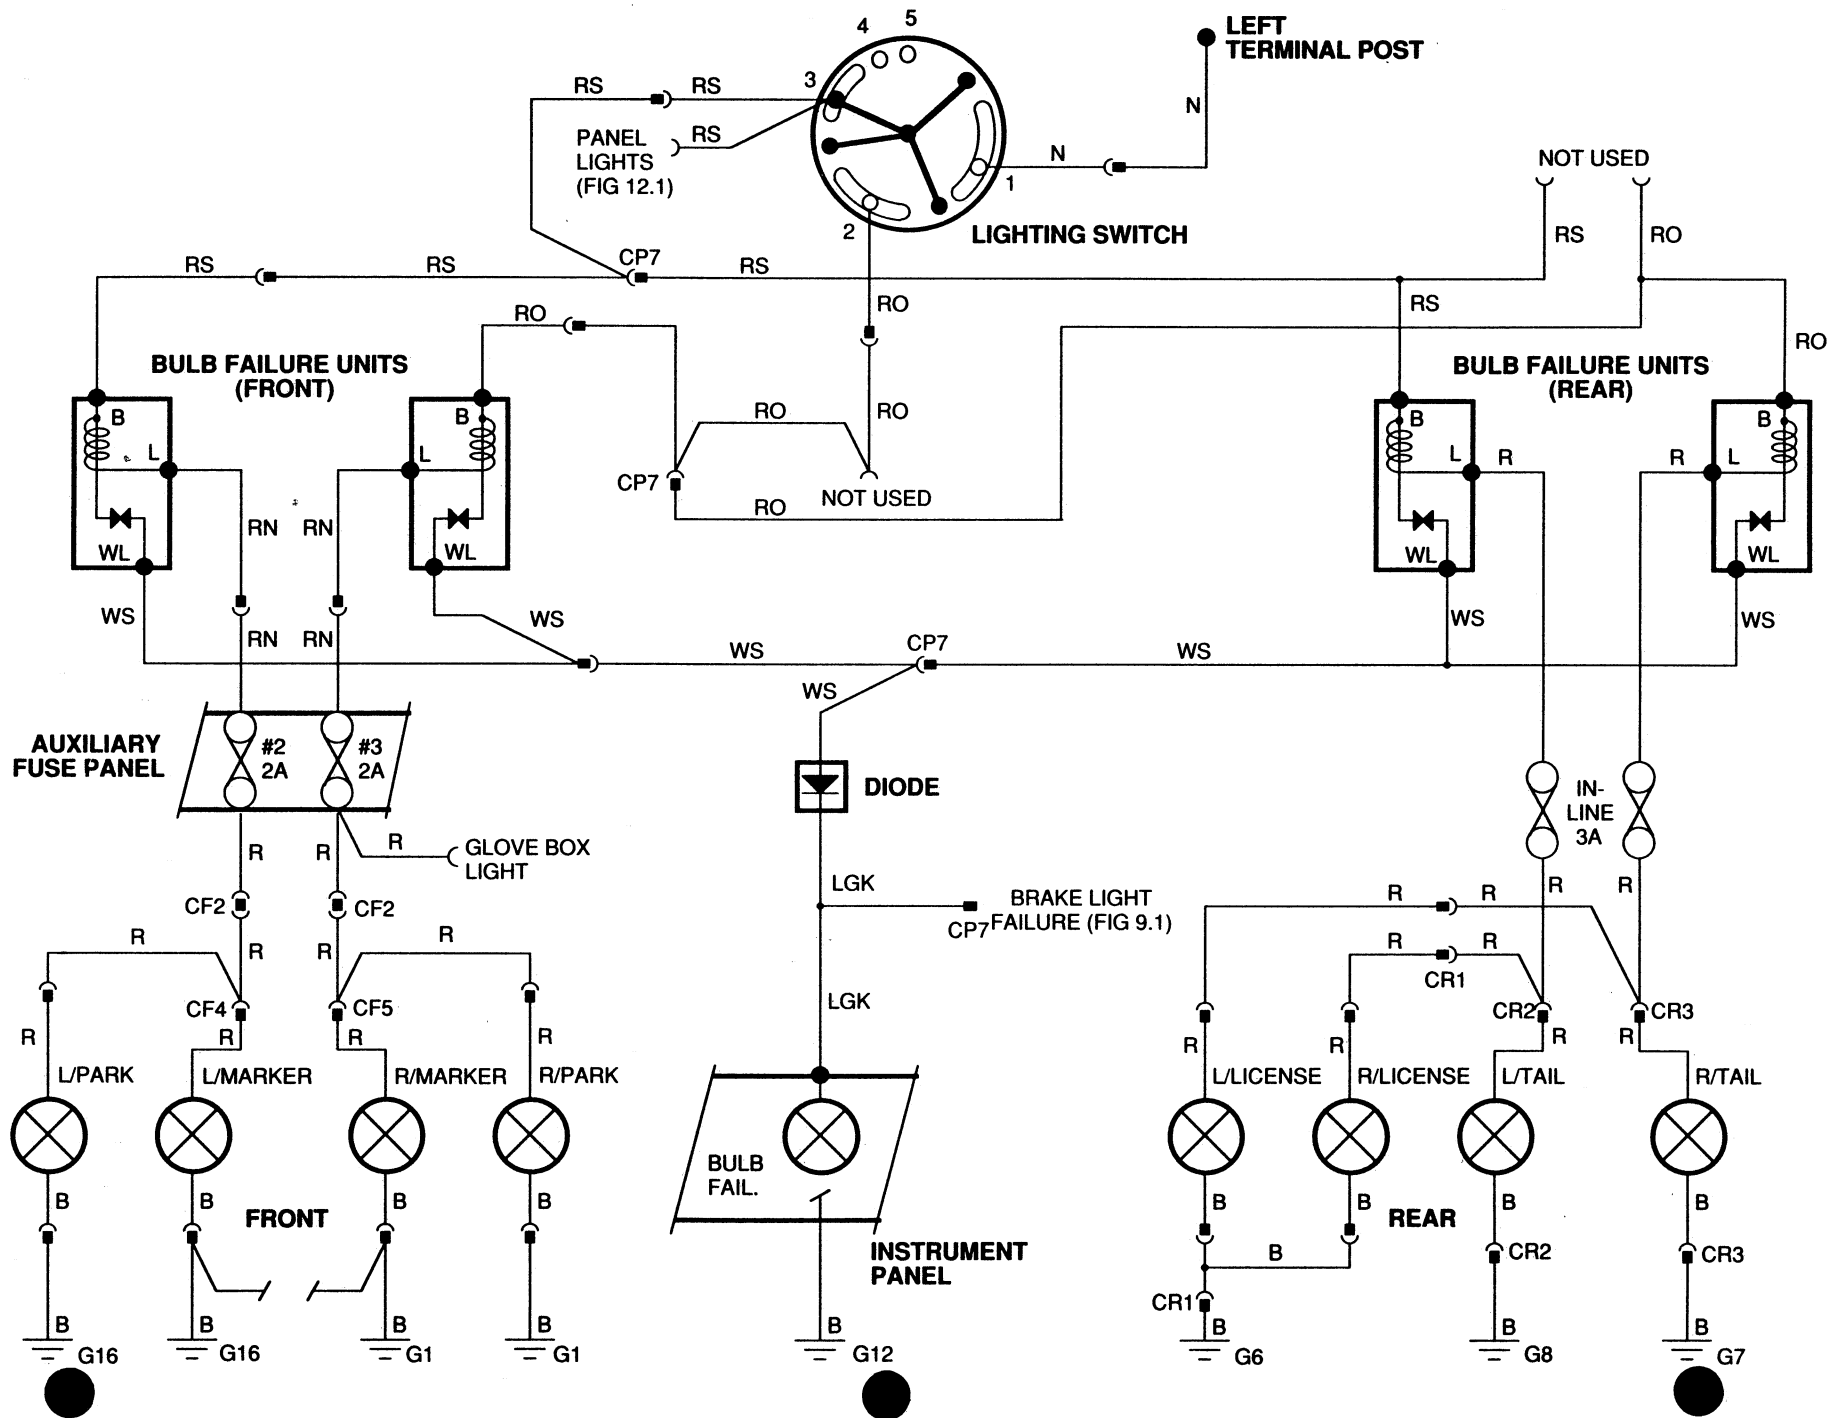 4 5
LEFT
TERMINAL POST
3
RS RS
N
PANEL
LIGHTS
(FIG 12.1)
RS
N
NOT USED
1
2
LIGHTING SWITCH
RS RO
CP7
RS RS RS
RO
RO
RS
RO
BULB FAILURE UNITS
(FRONT)
BULB FAILURE UNITS
(REAR)
B B RO RO B B
L L L R R L
CP7
NOT USED
RO
RN RN
WL WL WL WL
WS WS WS WS
RN RN
WS CP7 WS
WS
AUXILIARY
FUSE PANEL
#2
2A
#3
2A
DIODE
IN-
LINE
3A
R R R
GLOVE BOX
LIGHT
LGK
BRAKE LIGHT
FAILURE (FIG 9.1)
CP7
R R R R
CF2 CF2
R R R R
R R
CR1
LGK
CF4 CF5
CR2 CR3
R R R R
R R R R
L/PARK L/MARKER R/MARKER R/PARK
L/LICENSE R/LICENSE L/TAIL R/TAIL
BULB
FAIL.
B B B B
B B B B
FRONT
REAR
INSTRUMENT
PANEL
B CR2 CR3
CR1
B B B B B B B B
G16 G16 G1 G1 G12 G6 G8 G7